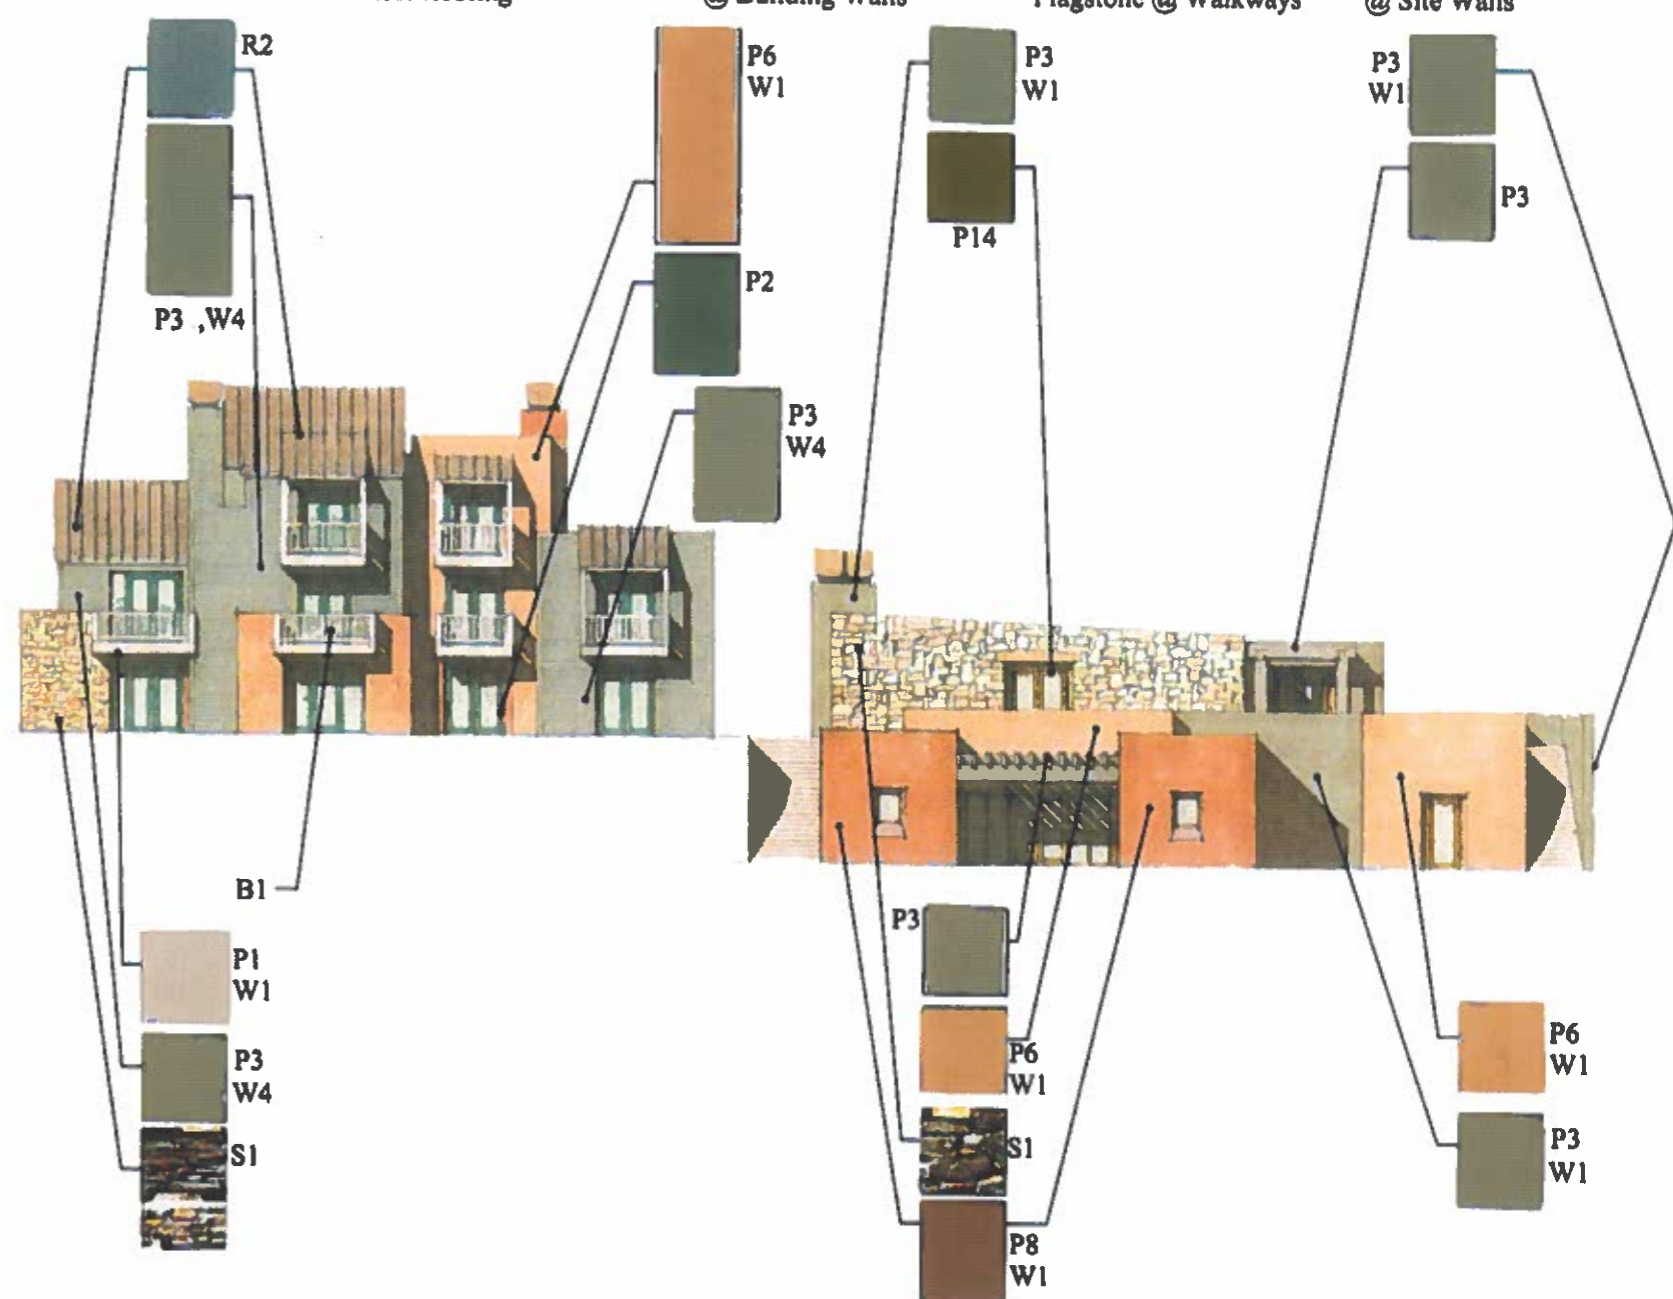 @ Building Walls
Flagstone @ Walkways
@ Site Walls
R2
P6
W1
P3
W1
P3
W1
P14
P3
P2
P3 ,W4
P3
W4
B1
P1
W1
P3
W4
S1
P3
P6
W1
S1
P8
W1
P6
W1
P3
W1